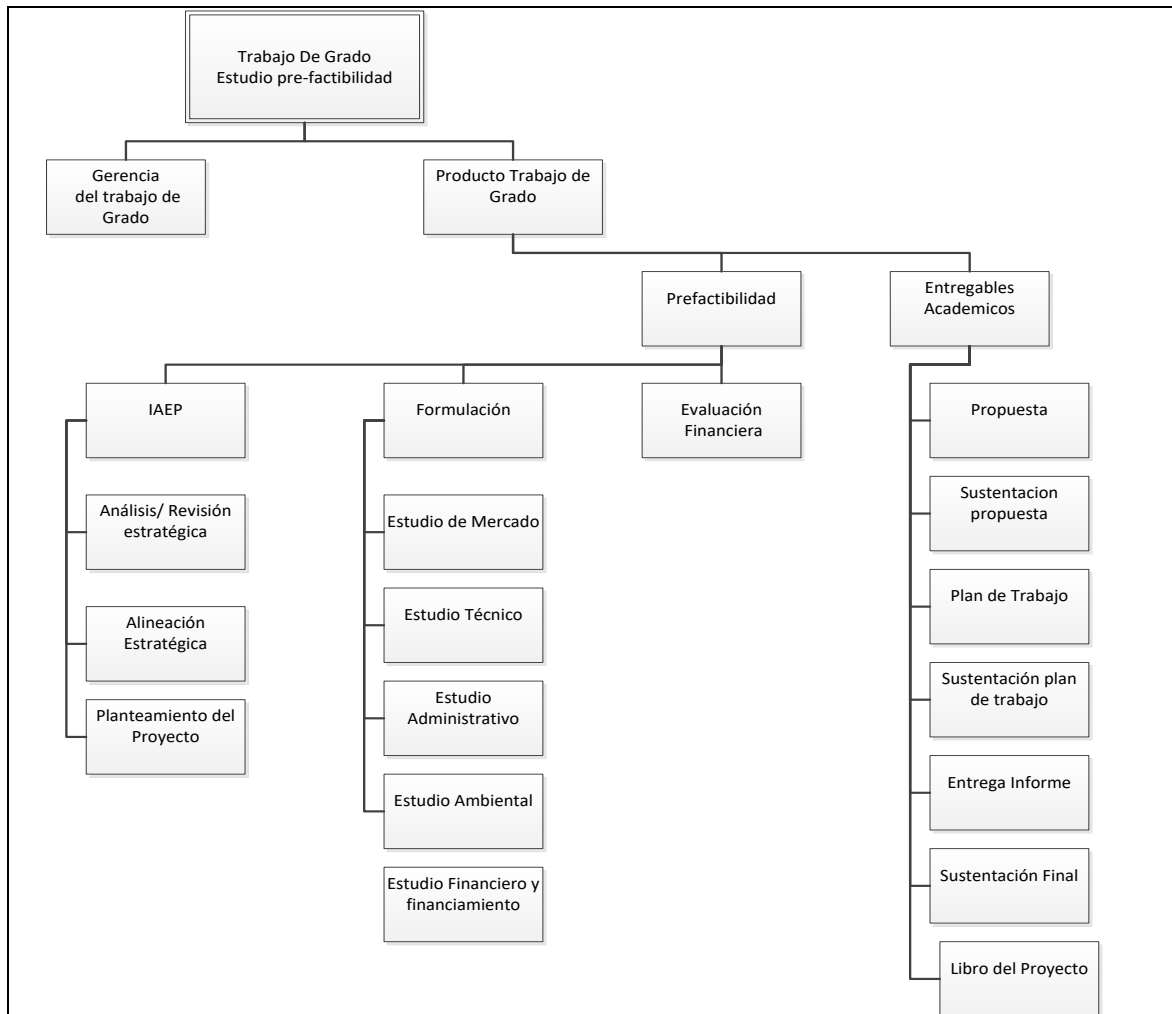 Trabajo De Grado
Estudio pre-factibilidad
Gerencia
del trabajo de
Grado
Producto Trabajo de
Grado
Prefactibilidad
Entregables
Academicos
IAEP
Formulación
Evaluación
Financiera
Análisis/ Revisión
estratégica
Alineación
Estratégica
Planteamiento del
Proyecto
Estudio de Mercado
Estudio Técnico
Estudio
Administrativo
Estudio Ambiental
Estudio Financiero y
financiamiento
Propuesta
Sustentacion
propuesta
Plan de Trabajo
Sustentación plan
de trabajo
Entrega Informe
Sustentación Final
Libro del Proyecto